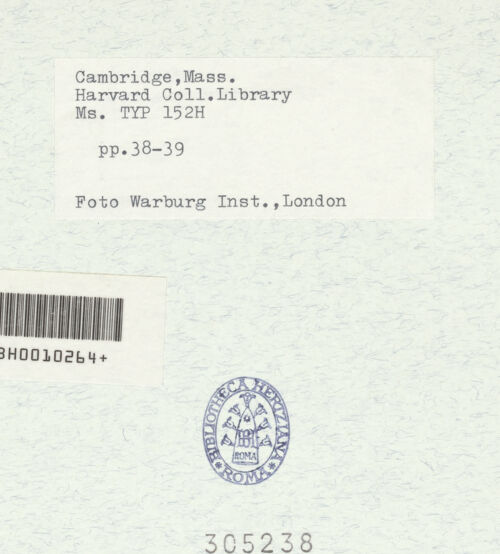 Cambridge,Mass.
Harvard Coll.Library
Ms. TYP 152H
pp.38-39
Foto Warburg Inst.,London
BH0010264+
BIBLIOTHECA HERTZIANA
ROMA
*ROMA*
305238